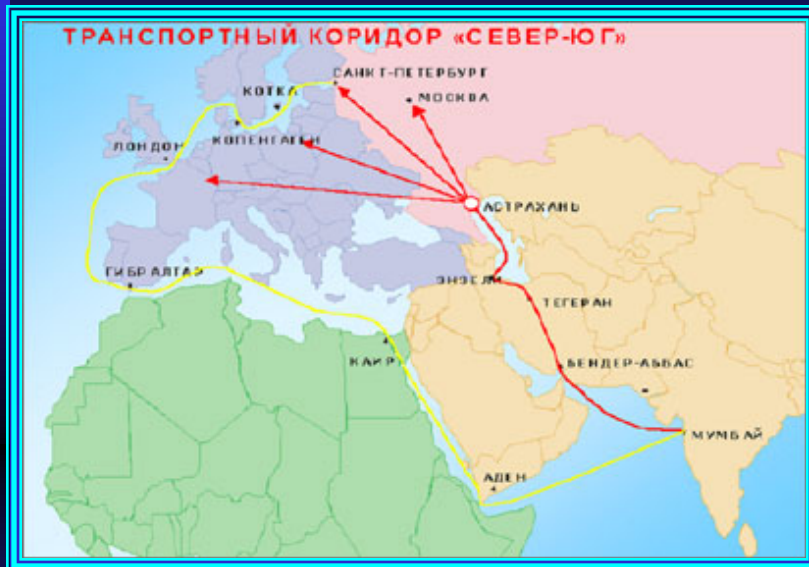 ТРАНСПОРТНЫЙ КОРИДОР «СЕВЕР-ЮГ»
САНКТ-ПЕТЕРБУРГ
КОТКА
МОСКВА
ЛОНДОН
КОПЕНГАГЕН
АСТРАХАНЬ
ГИБРАЛТАР
ЭНЗЕЛИ
ТЕГЕРАН
КАИР
БЕНДЕР-АББАС
МУМБАЙ
АДЕН